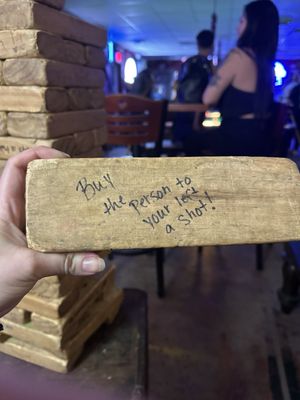 Buy
the person to
your left
a shot!